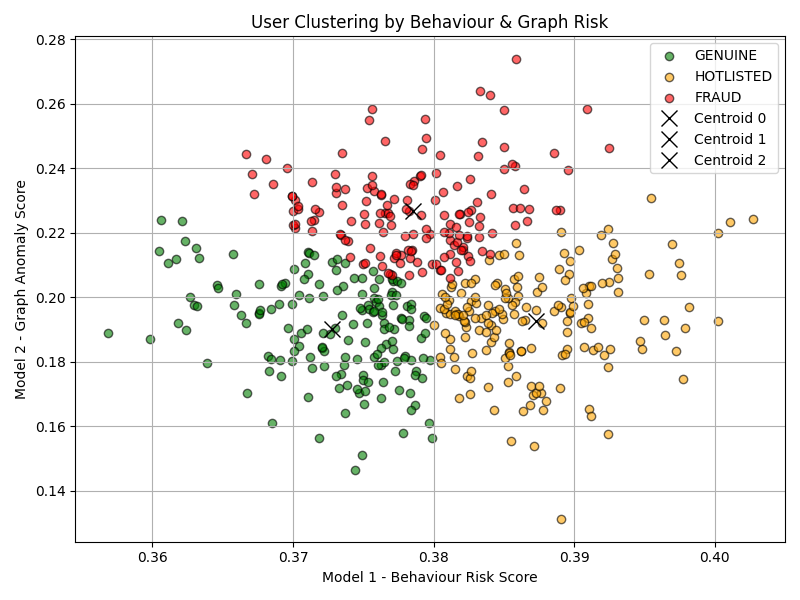 User Clustering by Behaviour & Graph Risk
0.28
0.26
0.24
0.22
0.20
0.18
0.16
0.14
Model 2 - Graph Anomaly Score
GENUINE
HOTLISTED
FRAUD
Centroid 0
Centroid 1
Centroid 2
0.36 0.37 0.38 0.39 0.40
Model 1 - Behaviour Risk Score